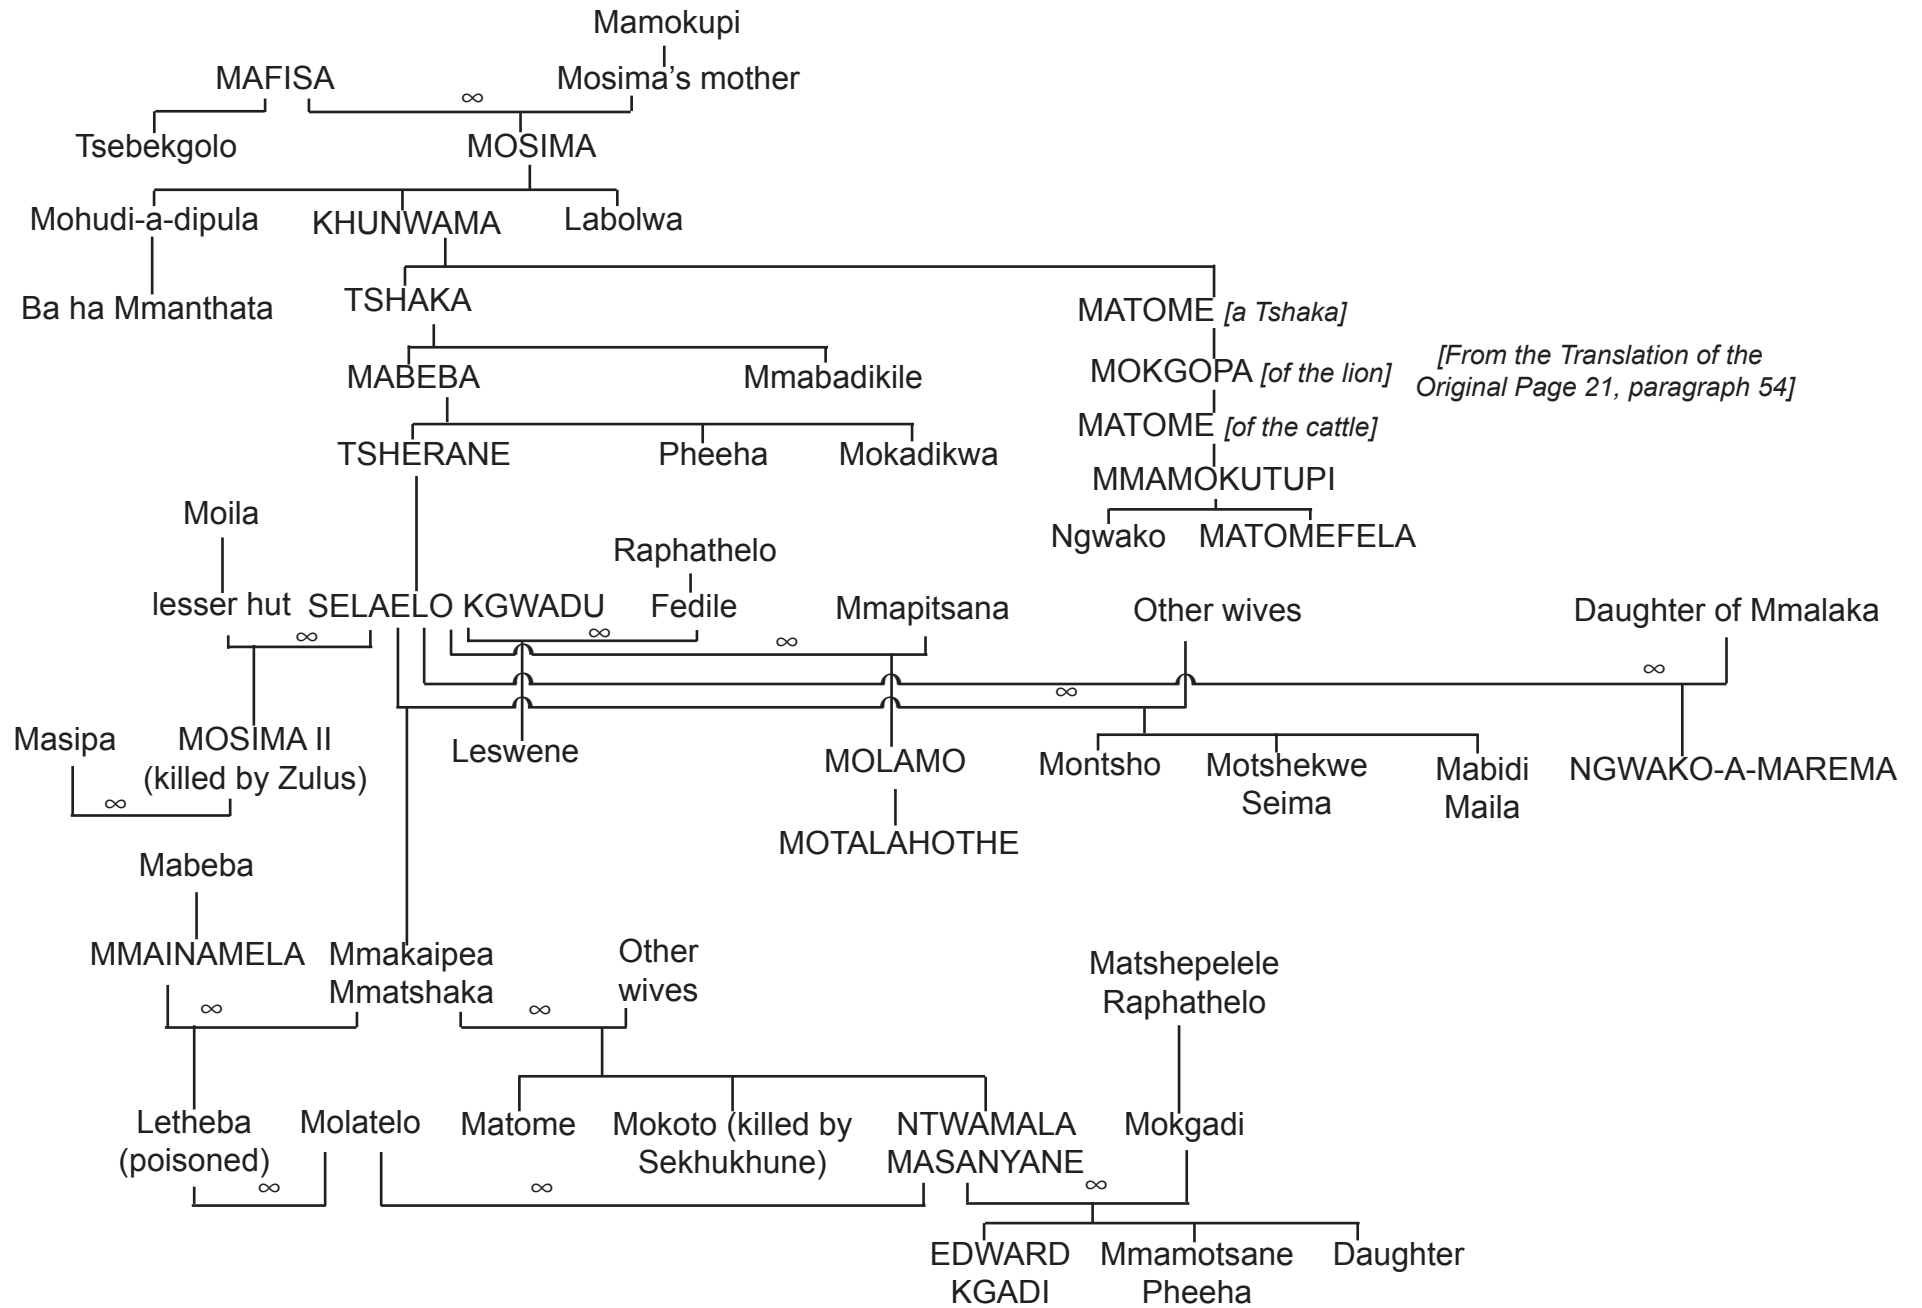 Mamokupi
MAFISA
∞
Mosima's mother
Tsebekgolo
MOSIMA
Mohudi-a-dipula
KHUNWAMA
Labolwa
Ba ha Mmanthata
TSHAKA
MATOME [a Tshaka]
MABEBA
Mmabadikile
MOKGOPA [of the lion]
[From the Translation of the
Original Page 21, paragraph 54]
TSHERANE
Pheeha
Mokadikwa
MATOME [of the cattle]
MMAMOKUTUPI
Ngwako
MATOMEFELA
Moila
Raphathelo
lesser hut
SELAELO KGWADU
Fedile
Mmapitsana
Other wives
Daughter of Mmalaka
∞
∞
∞
∞
∞
Masipa
MOSIMA II
(killed by Zulus)
∞
Leswene
MOLAMO
Montsho
Motshekwe
Seima
Mabidi
Maila
NGWAKO-A-MAREMA
MOTALAHOTHE
Mabeba
MMAINAMELA
Mmakaipea
Mmatshaka
Other
wives
Matshepelele
Raphathelo
∞
∞
Letheba
(poisoned)
Molatelo
Matome
Mokoto (killed by
Sekhukhune)
NTWAMALA
MASANYANE
Mokgadi
∞
∞
∞
EDWARD
KGADI
Mmamotsane
Pheeha
Daughter